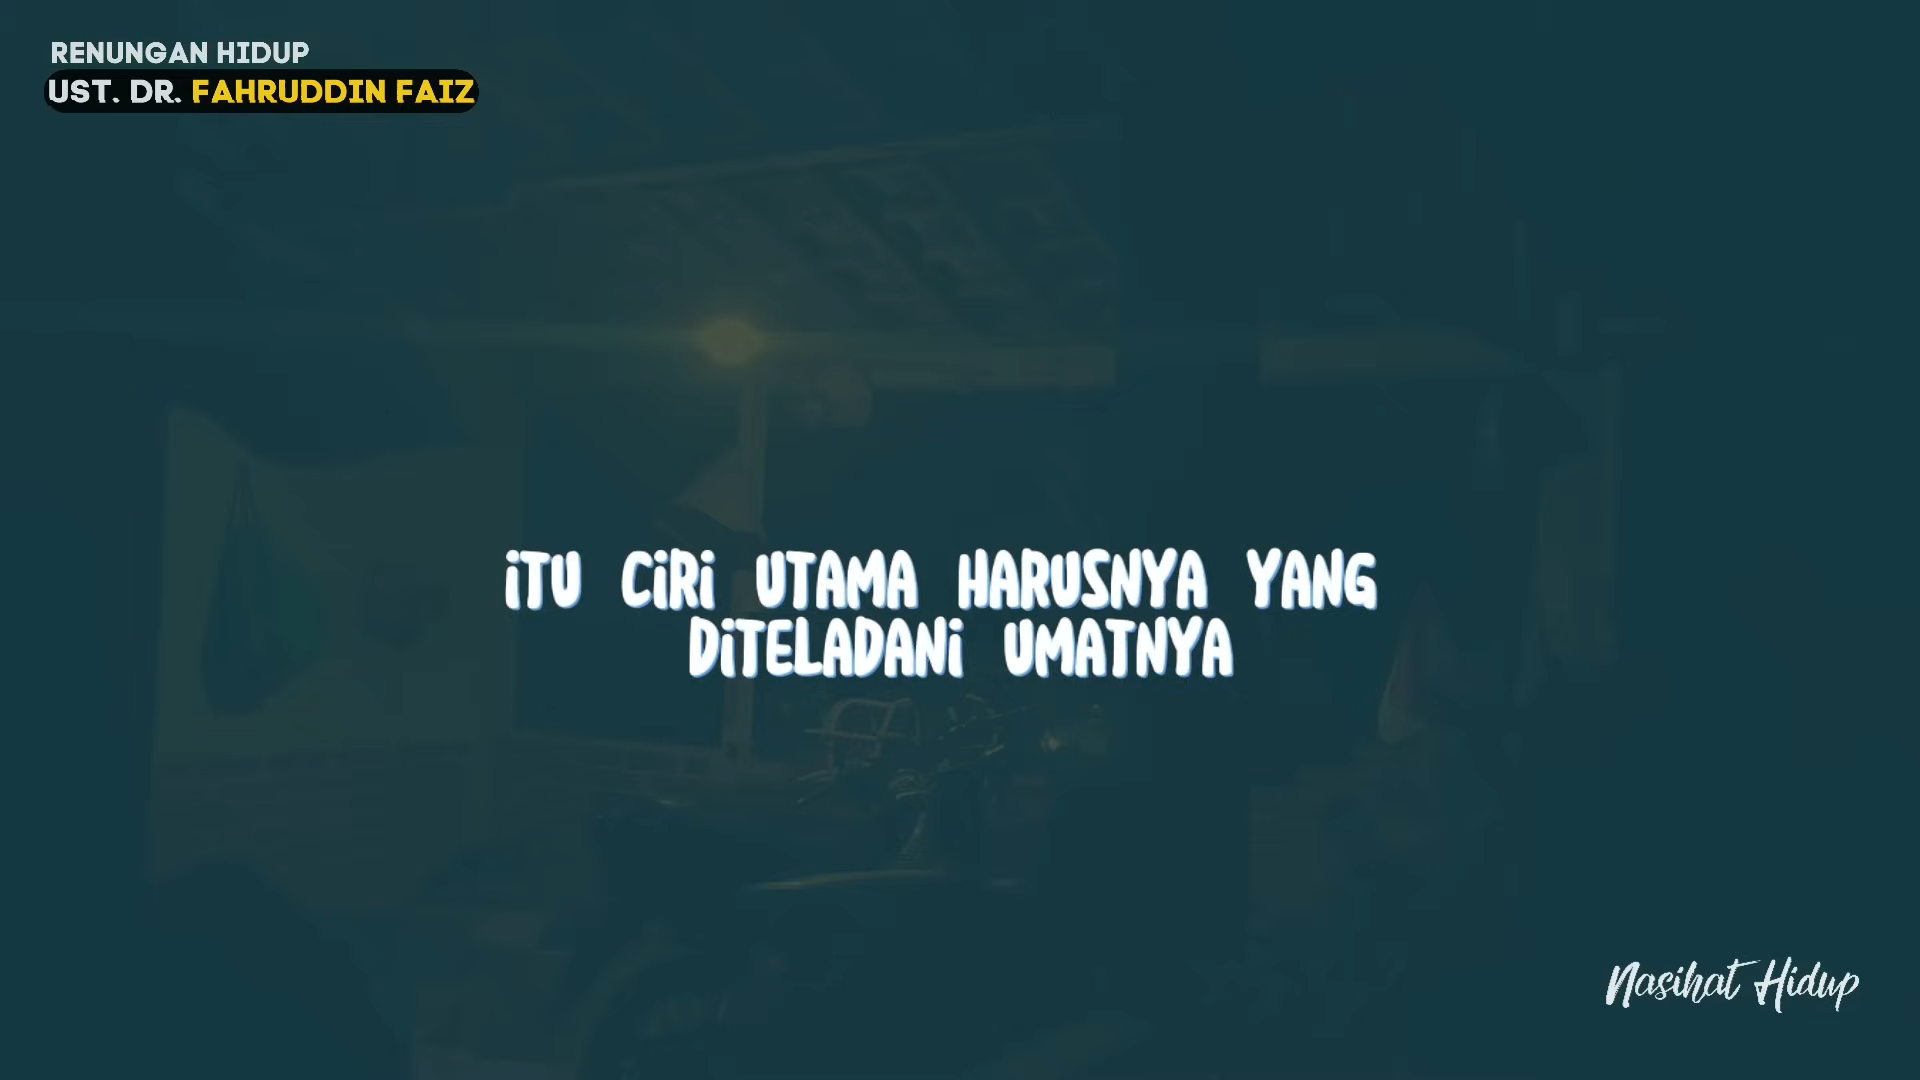 RENUNGAN HIDUP
UST. DR. FAHRUDDIN FAIZ
iTU CiRi UTAMA HARUSNYA YANG
DiTELADANi UMATNYA
Nasihat Hidup